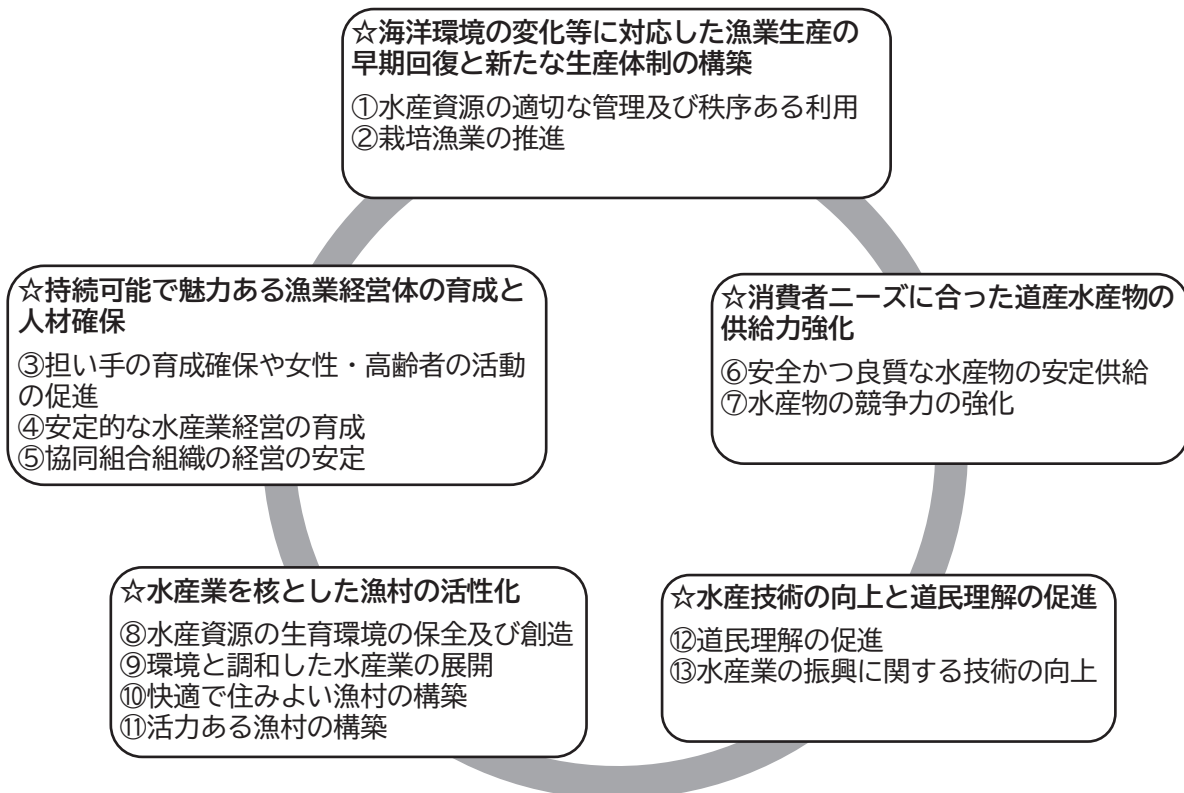 ☆海洋環境の変化等に対応した漁業生産の
早期回復と新たな生産体制の構築
①水産資源の適切な管理及び秩序ある利用
②栽培漁業の推進
☆持続可能で魅力ある漁業経営体の育成と
人材確保
③担い手の育成確保や女性・高齢者の活動
の促進
④安定的な水産業経営の育成
⑤協同組合組織の経営の安定
☆消費者ニーズに合った道産水産物の
供給力強化
⑥安全かつ良質な水産物の安定供給
⑦水産物の競争力の強化
☆水産業を核とした漁村の活性化
⑧水産資源の生育環境の保全及び創造
⑨環境と調和した水産業の展開
⑩快適で住みよい漁村の構築
⑪活力ある漁村の構築
☆水産技術の向上と道民理解の促進
⑫道民理解の促進
⑬水産業の振興に関する技術の向上